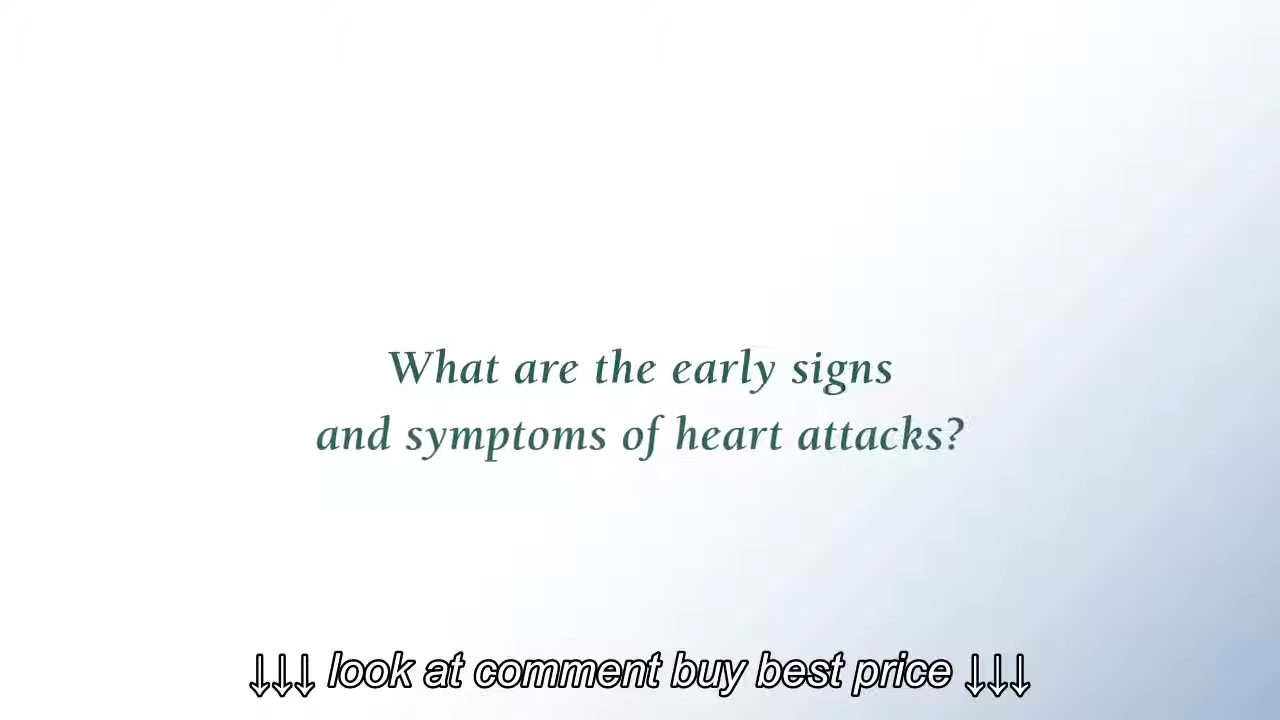 What are the early signs
and symptoms of heart attacks?
↓↓↓ look at comment buy best price ↓↓↓